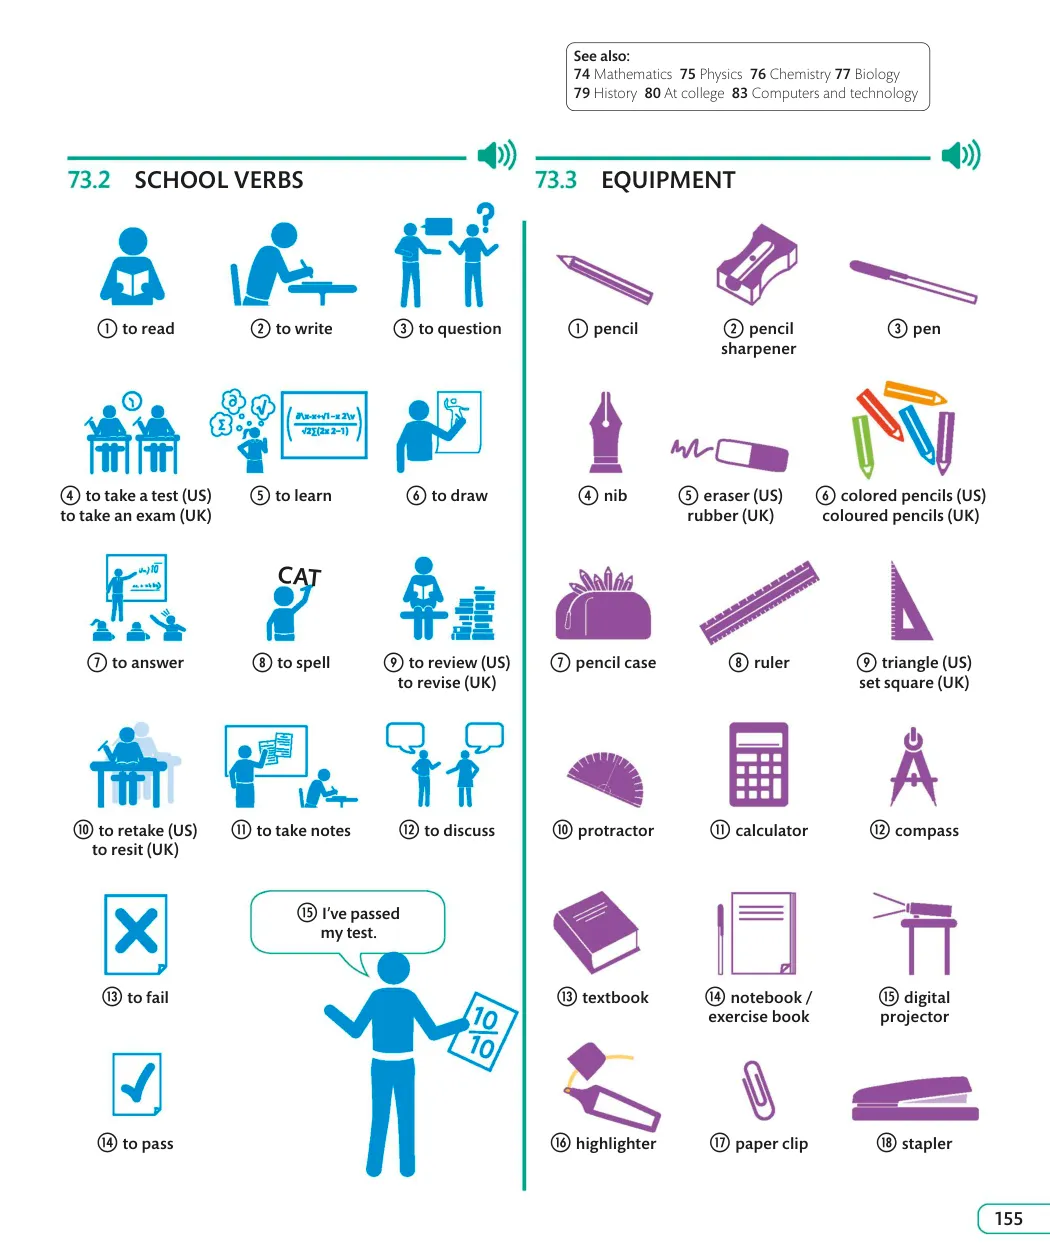 See also:
74 Mathematics 75 Physics 76 Chemistry 77 Biology
79 History 80 At college 83 Computers and technology
73.2 SCHOOL VERBS
1 to read
2 to write
3 to question
?
4 to take a test (US)
to take an exam (UK)
5 to learn
6 to draw
7 to answer
CAT
8 to spell
9 to review (US)
to revise (UK)
10 to retake (US)
to resit (UK)
11 to take notes
12 to discuss
13 to fail
15 I've passed
my test.
10
10
14 to pass
73.3 EQUIPMENT
1 pencil
2 pencil
sharpener
3 pen
4 nib
5 eraser (US)
rubber (UK)
6 colored pencils (US)
coloured pencils (UK)
7 pencil case
8 ruler
9 triangle (US)
set square (UK)
10 protractor
11 calculator
12 compass
13 textbook
14 notebook /
exercise book
15 digital
projector
16 highlighter
17 paper clip
18 stapler
155